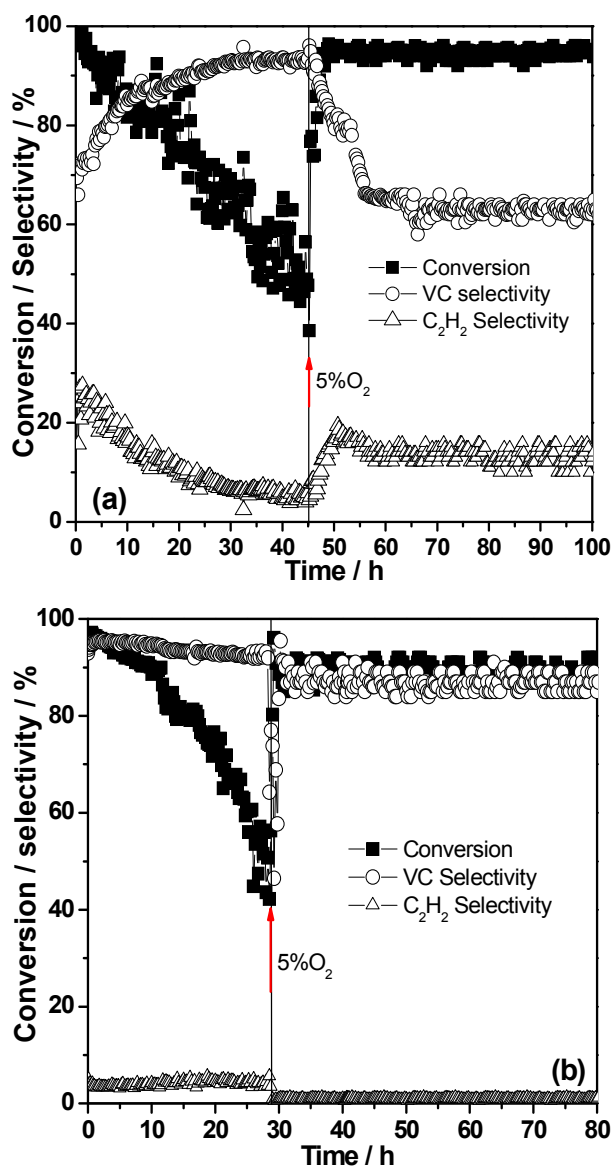 100
80
60
40
20
0
Conversion / Selectivity / %
Conversion
VC selectivity
C₂H₂ Selectivity
5%O₂
(a)
0 10 20 30 40 50 60 70 80 90 100
Time / h
100
80
60
40
20
0
Conversion / selectivity / %
Conversion
VC Selectivity
C₂H₂ Selectivity
5%O₂
(b)
0 10 20 30 40 50 60 70 80
Time / h